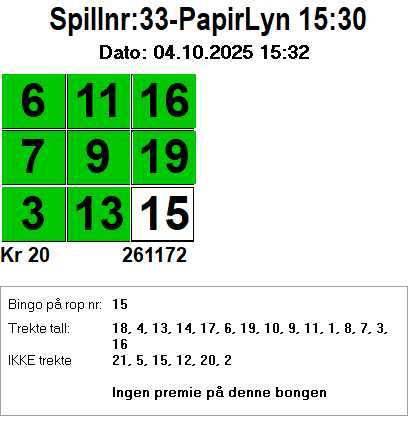 Spillnr:33-PapirLyn 15:30
Dato: 04.10.2025 15:32
6 11 16
7 9 19
3 13 15
Kr 20 261172
Bingo på rop nr: 15
Trekte tall: 18, 4, 13, 14, 17, 6, 19, 10, 9, 11, 1, 8, 7, 3,
16
IKKE trekte 21, 5, 15, 12, 20, 2
Ingen premie på denne bongen